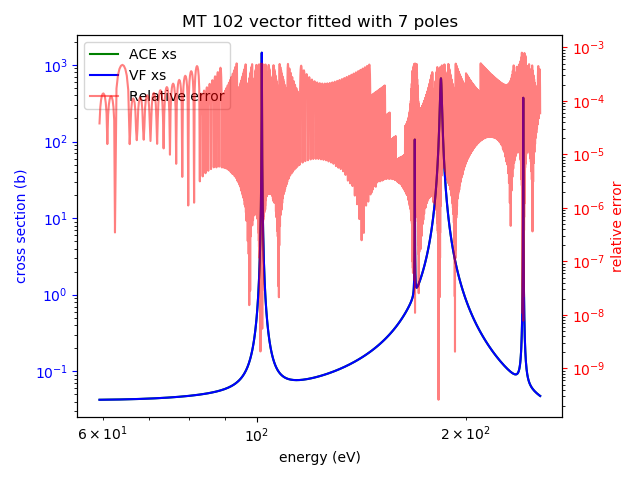 MT 102 vector fitted with 7 poles
ACE xs
VF xs
Relative error
cross section (b)
10³
10²
10¹
10⁰
10⁻¹
10⁻³
10⁻⁴
10⁻⁵
10⁻⁶
10⁻⁷
10⁻⁸
10⁻⁹
relative error
6 × 10¹
10²
2 × 10²
energy (eV)